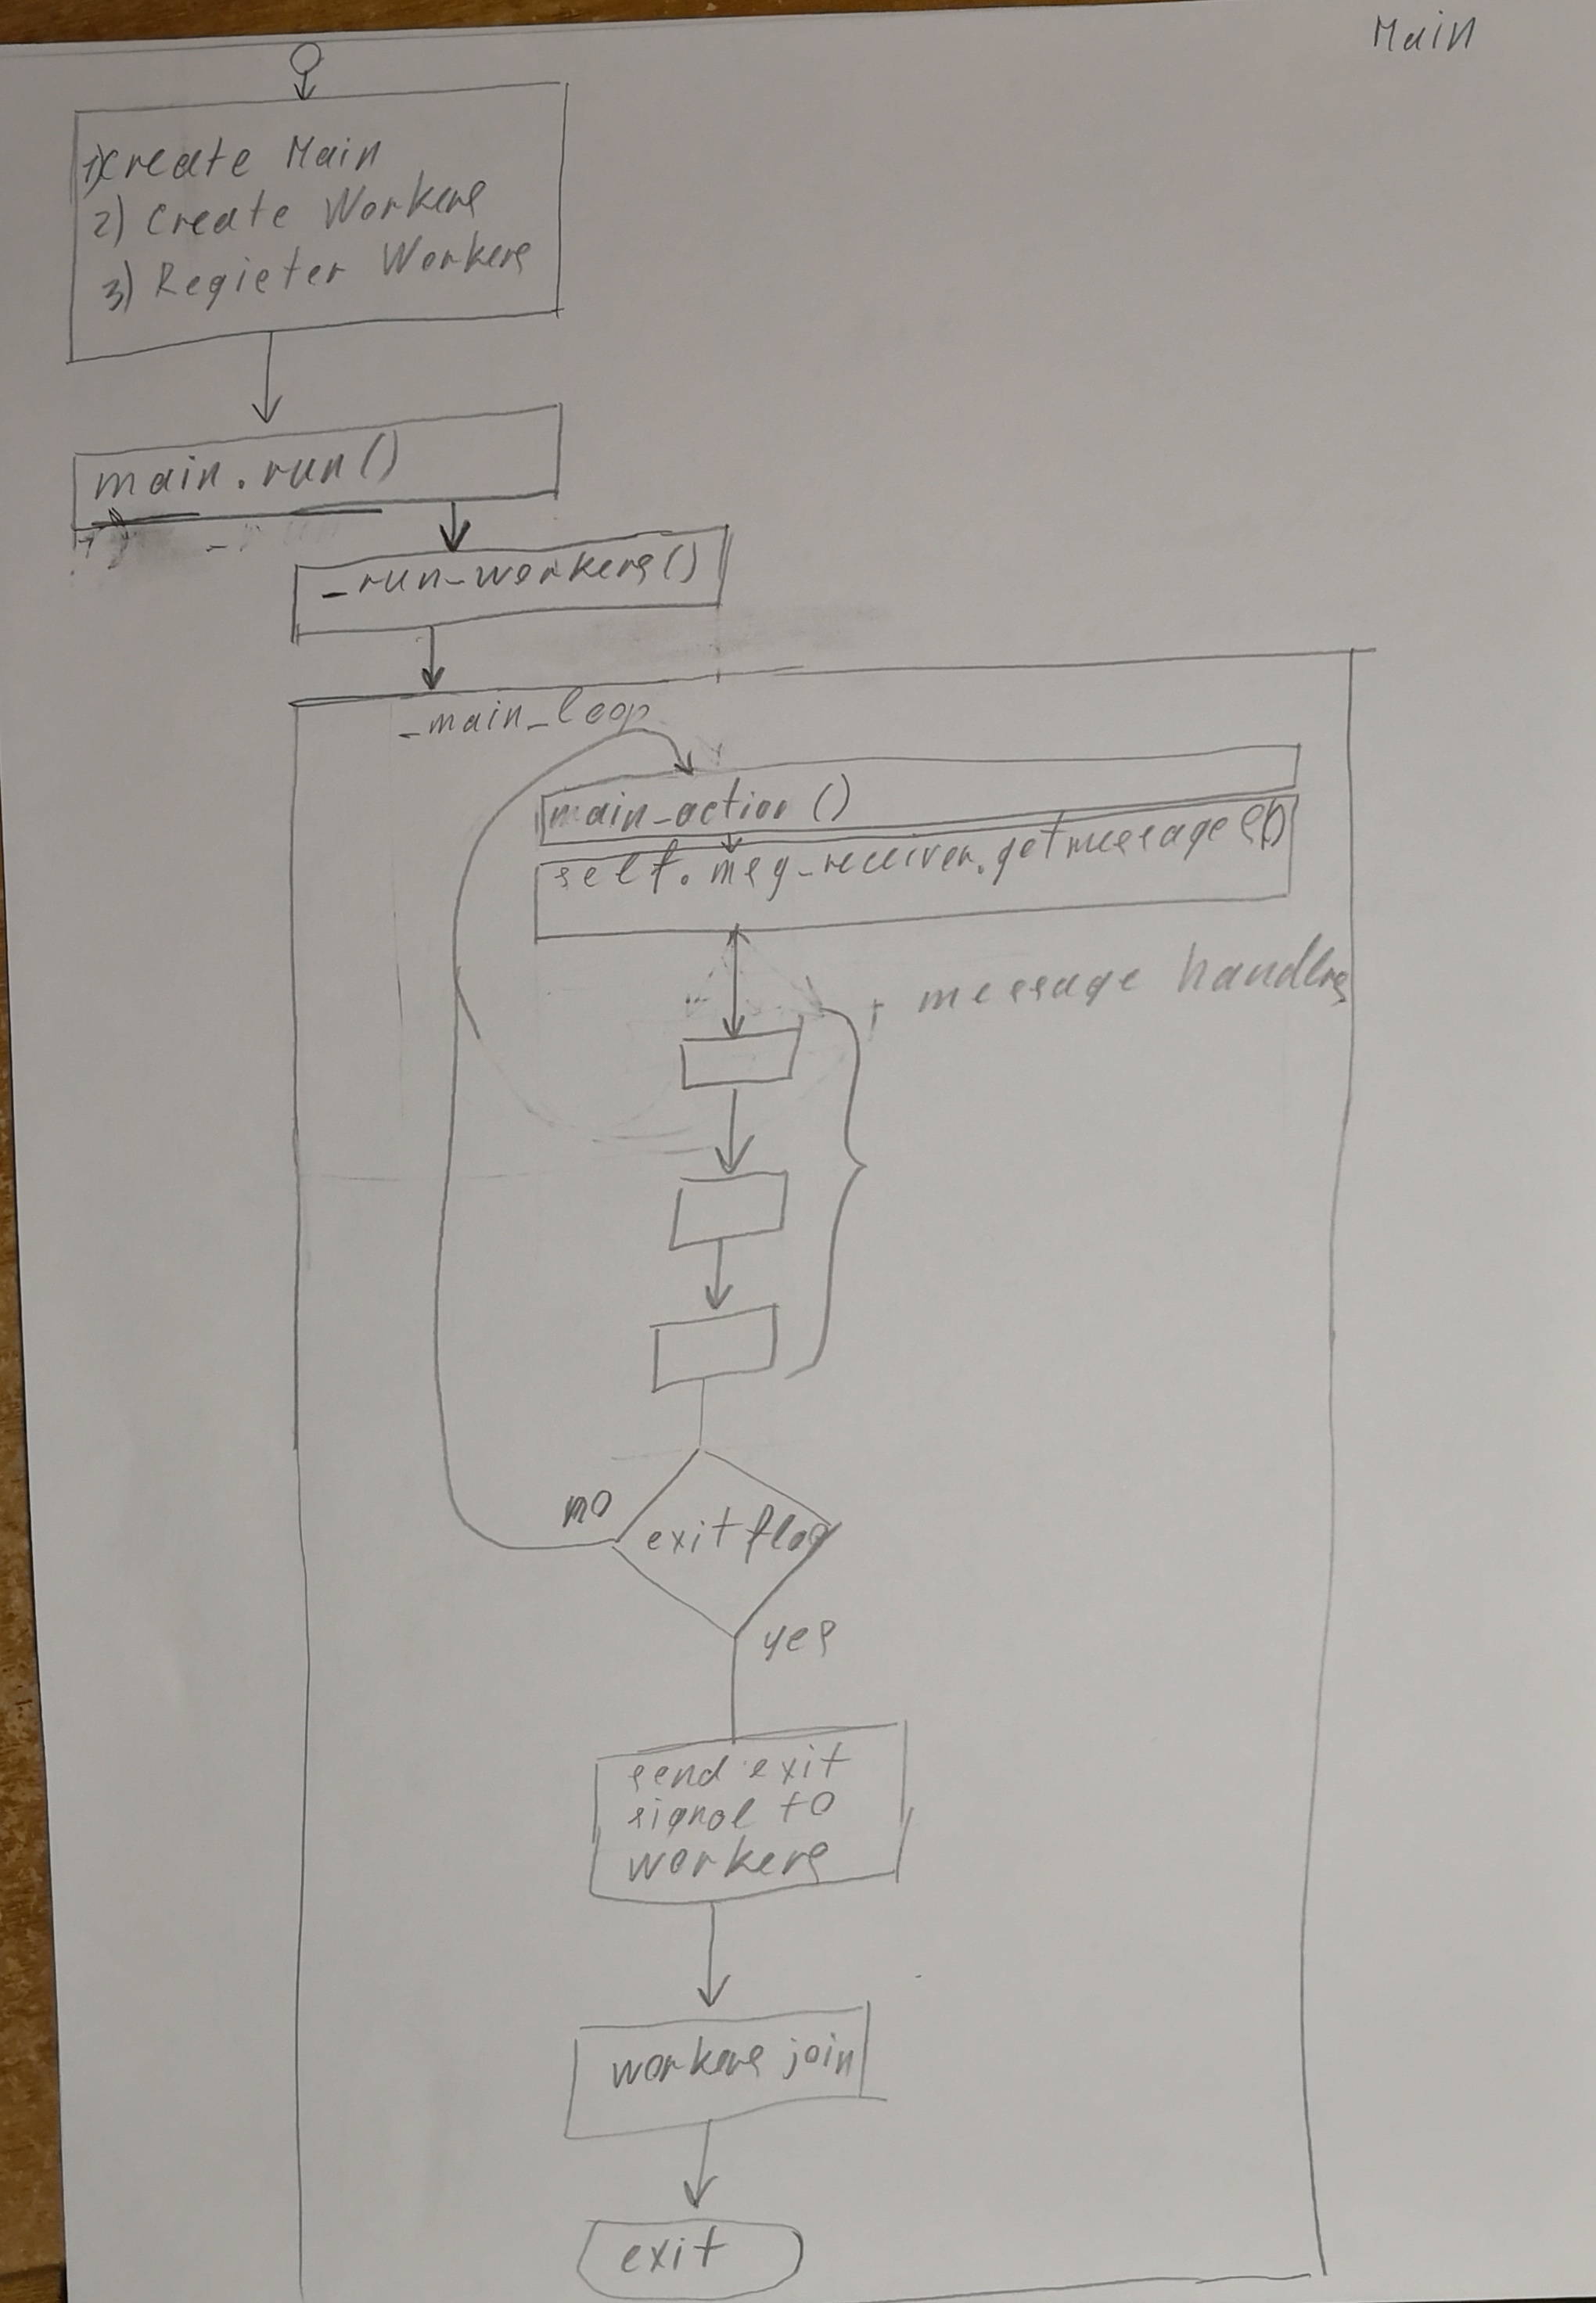 Main
1) Create Main
2) Create Workers
3) Register Workers
main.run()
_run_workers()
_main_loop
main_action()
self.msg_receiver.getmessages()
message handlers
exit flag
no
yes
send exit
signal to
workers
workers join
exit